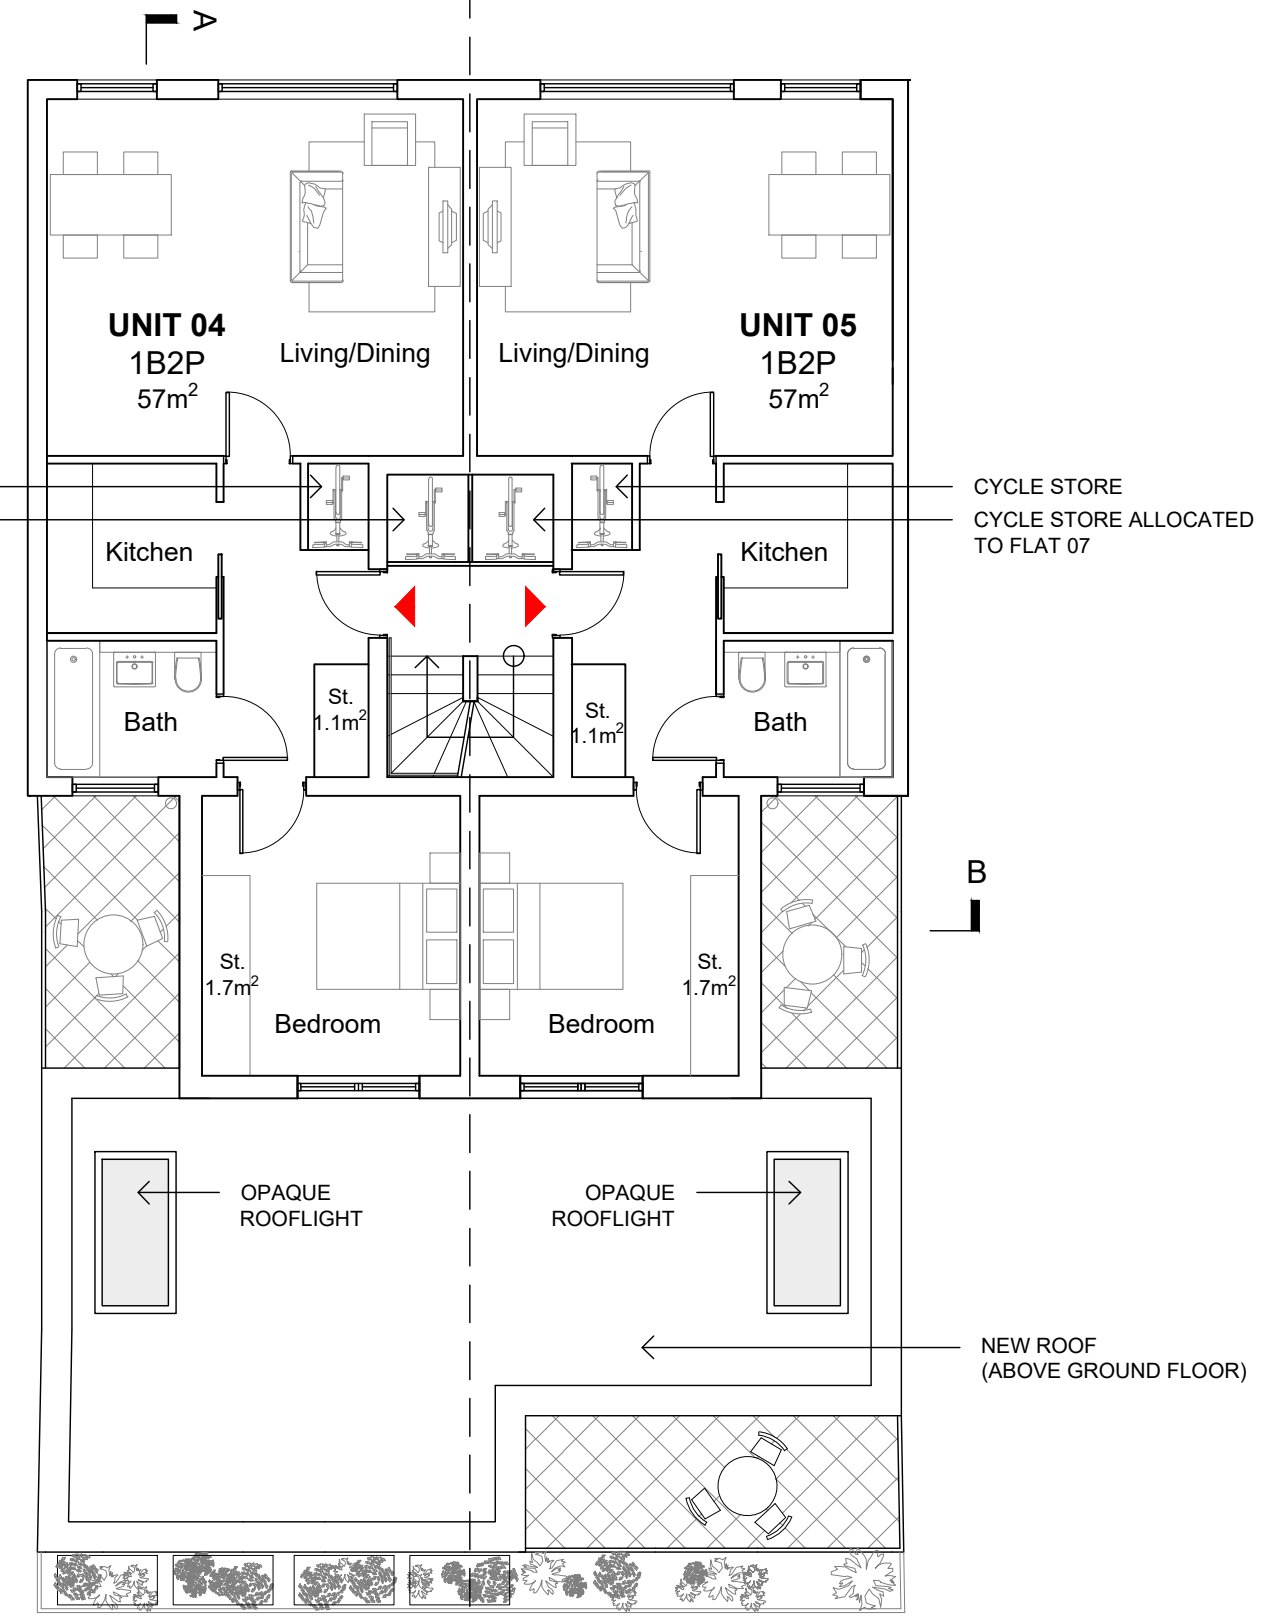 A
UNIT 04
1B2P
57m²
Living/Dining
Living/Dining
UNIT 05
1B2P
57m²
CYCLE STORE
CYCLE STORE ALLOCATED
TO FLAT 07
Kitchen
Kitchen
St.
1.1m²
St.
1.1m²
Bath
Bath
B
St.
1.7m²
Bedroom
Bedroom
St.
1.7m²
OPAQUE
ROOFLIGHT
OPAQUE
ROOFLIGHT
NEW ROOF
(ABOVE GROUND FLOOR)